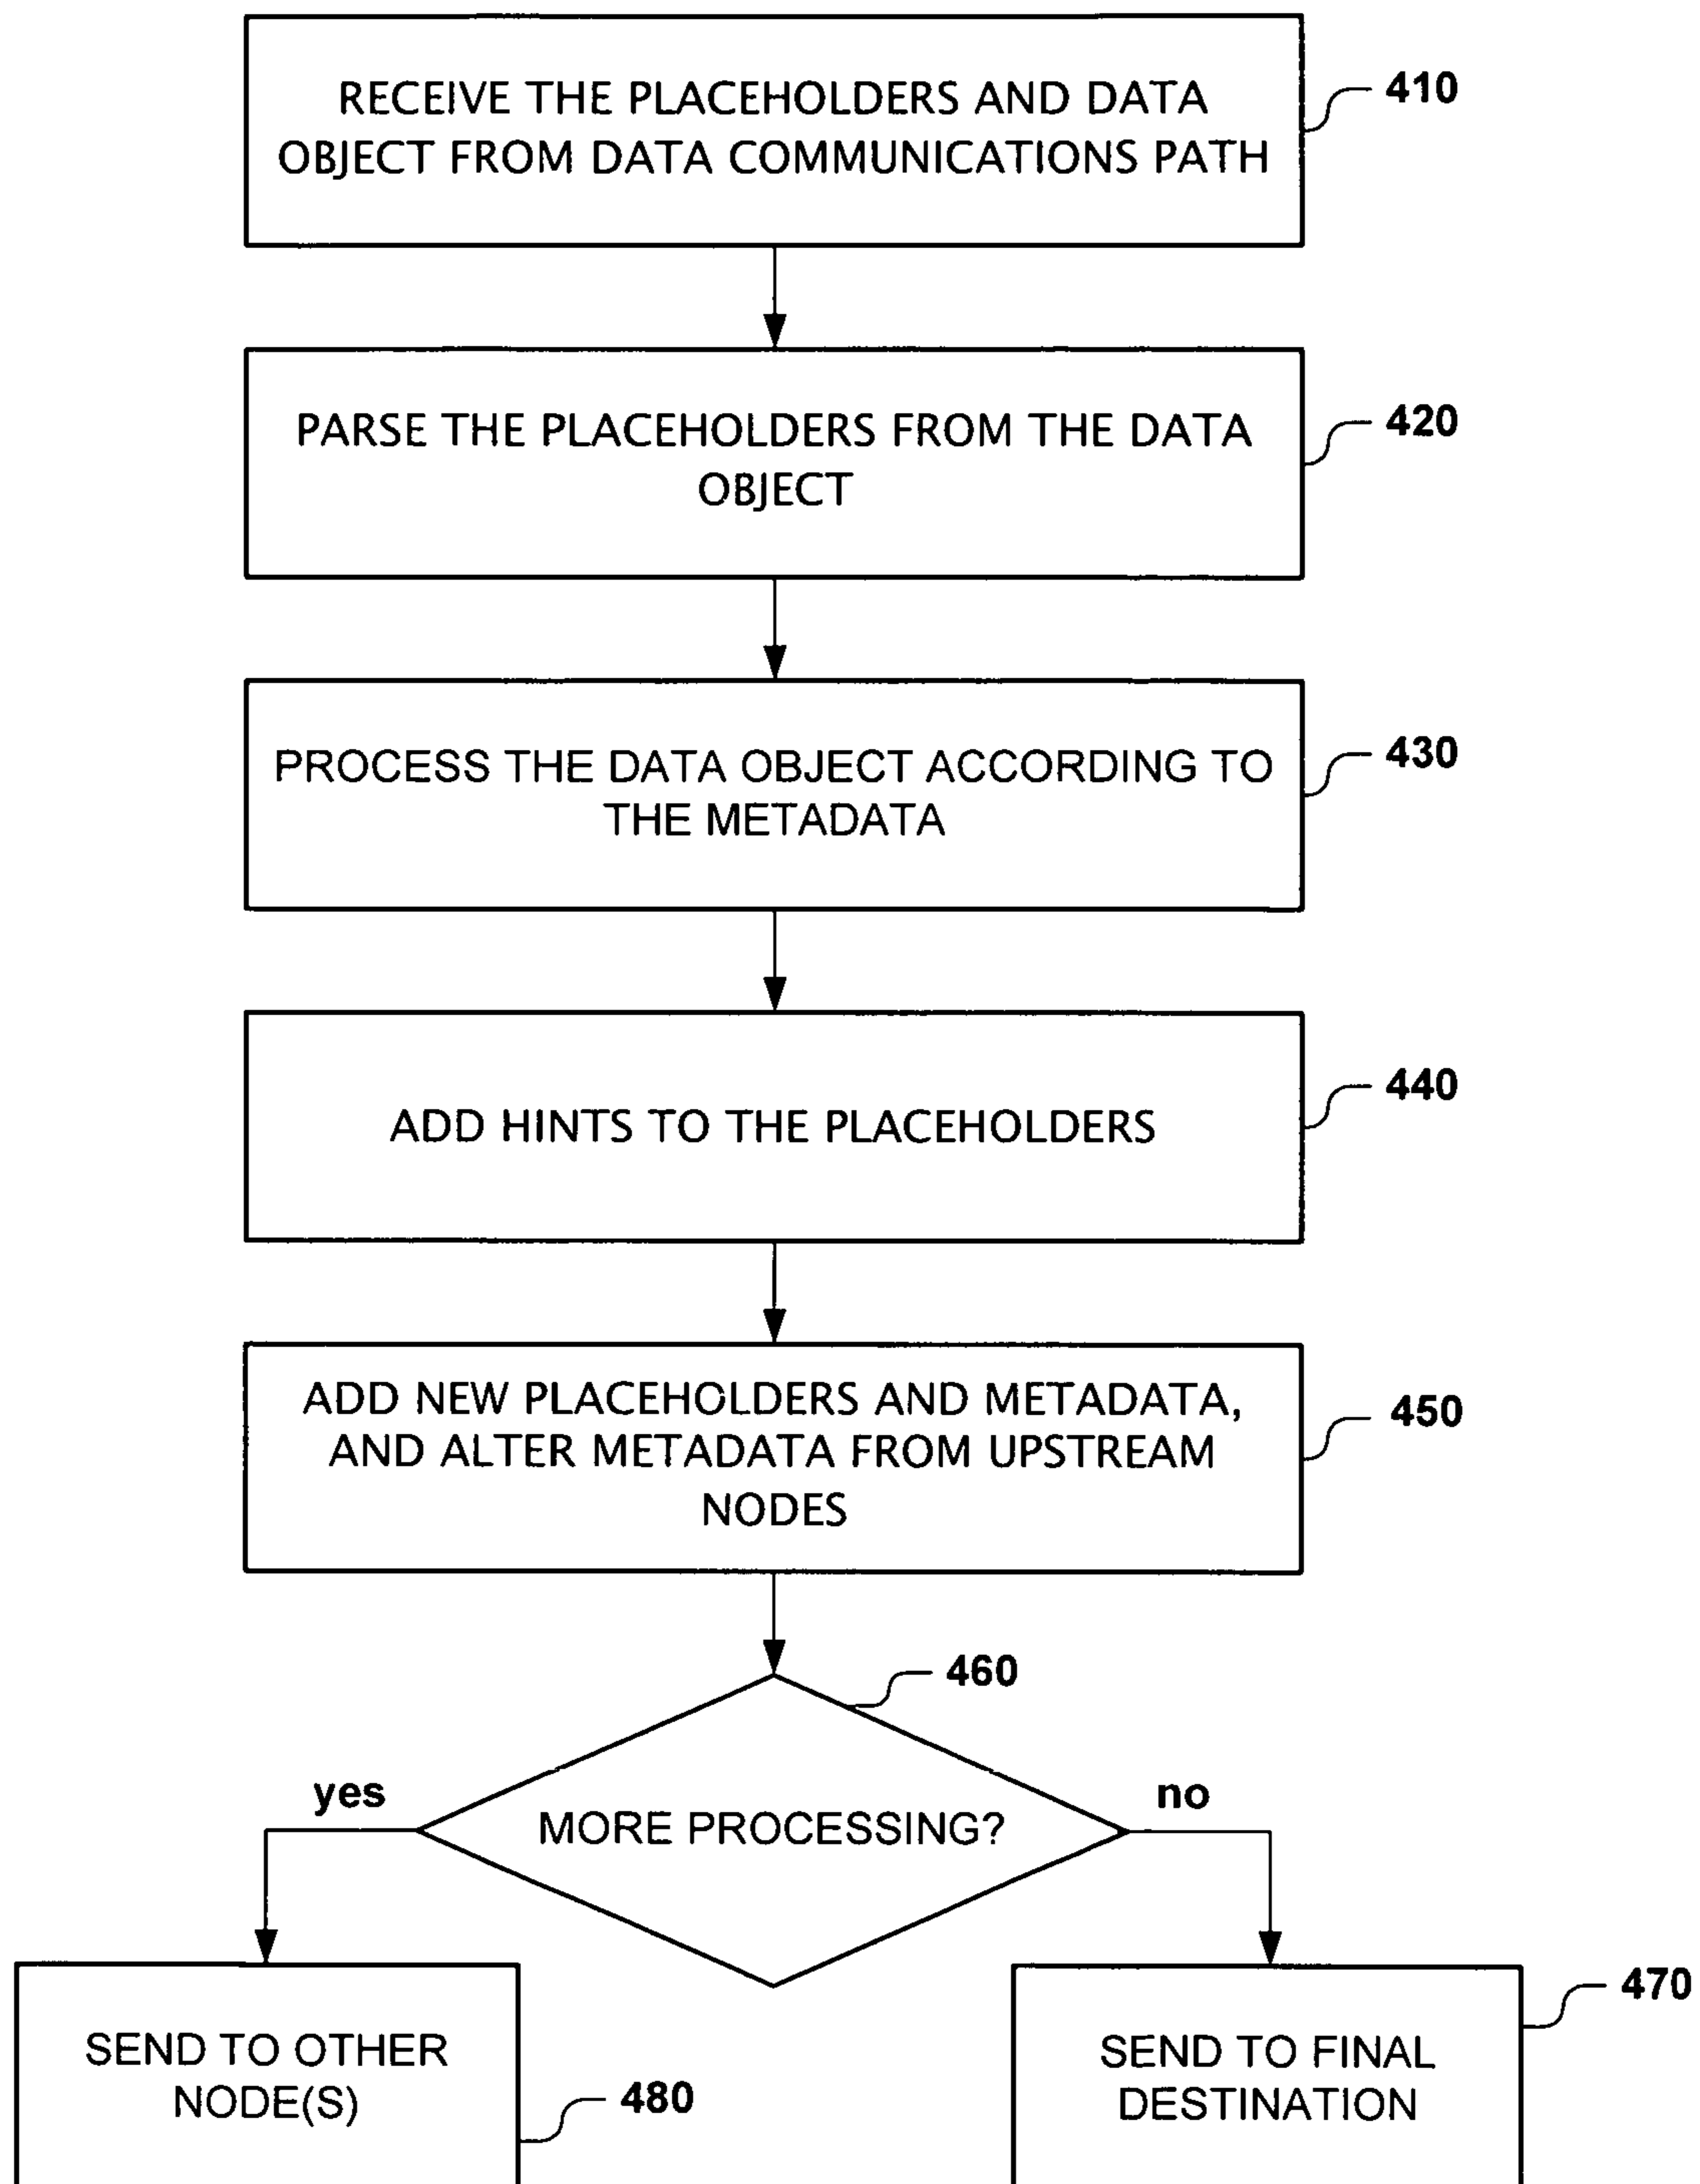 RECEIVE THE PLACEHOLDERS AND DATA
OBJECT FROM DATA COMMUNICATIONS PATH
410
PARSE THE PLACEHOLDERS FROM THE DATA
OBJECT
420
PROCESS THE DATA OBJECT ACCORDING TO
THE METADATA
430
ADD HINTS TO THE PLACEHOLDERS
440
ADD NEW PLACEHOLDERS AND METADATA,
AND ALTER METADATA FROM UPSTREAM
NODES
450
460
MORE PROCESSING?
yes
no
SEND TO OTHER
NODE(S)
480
SEND TO FINAL
DESTINATION
470